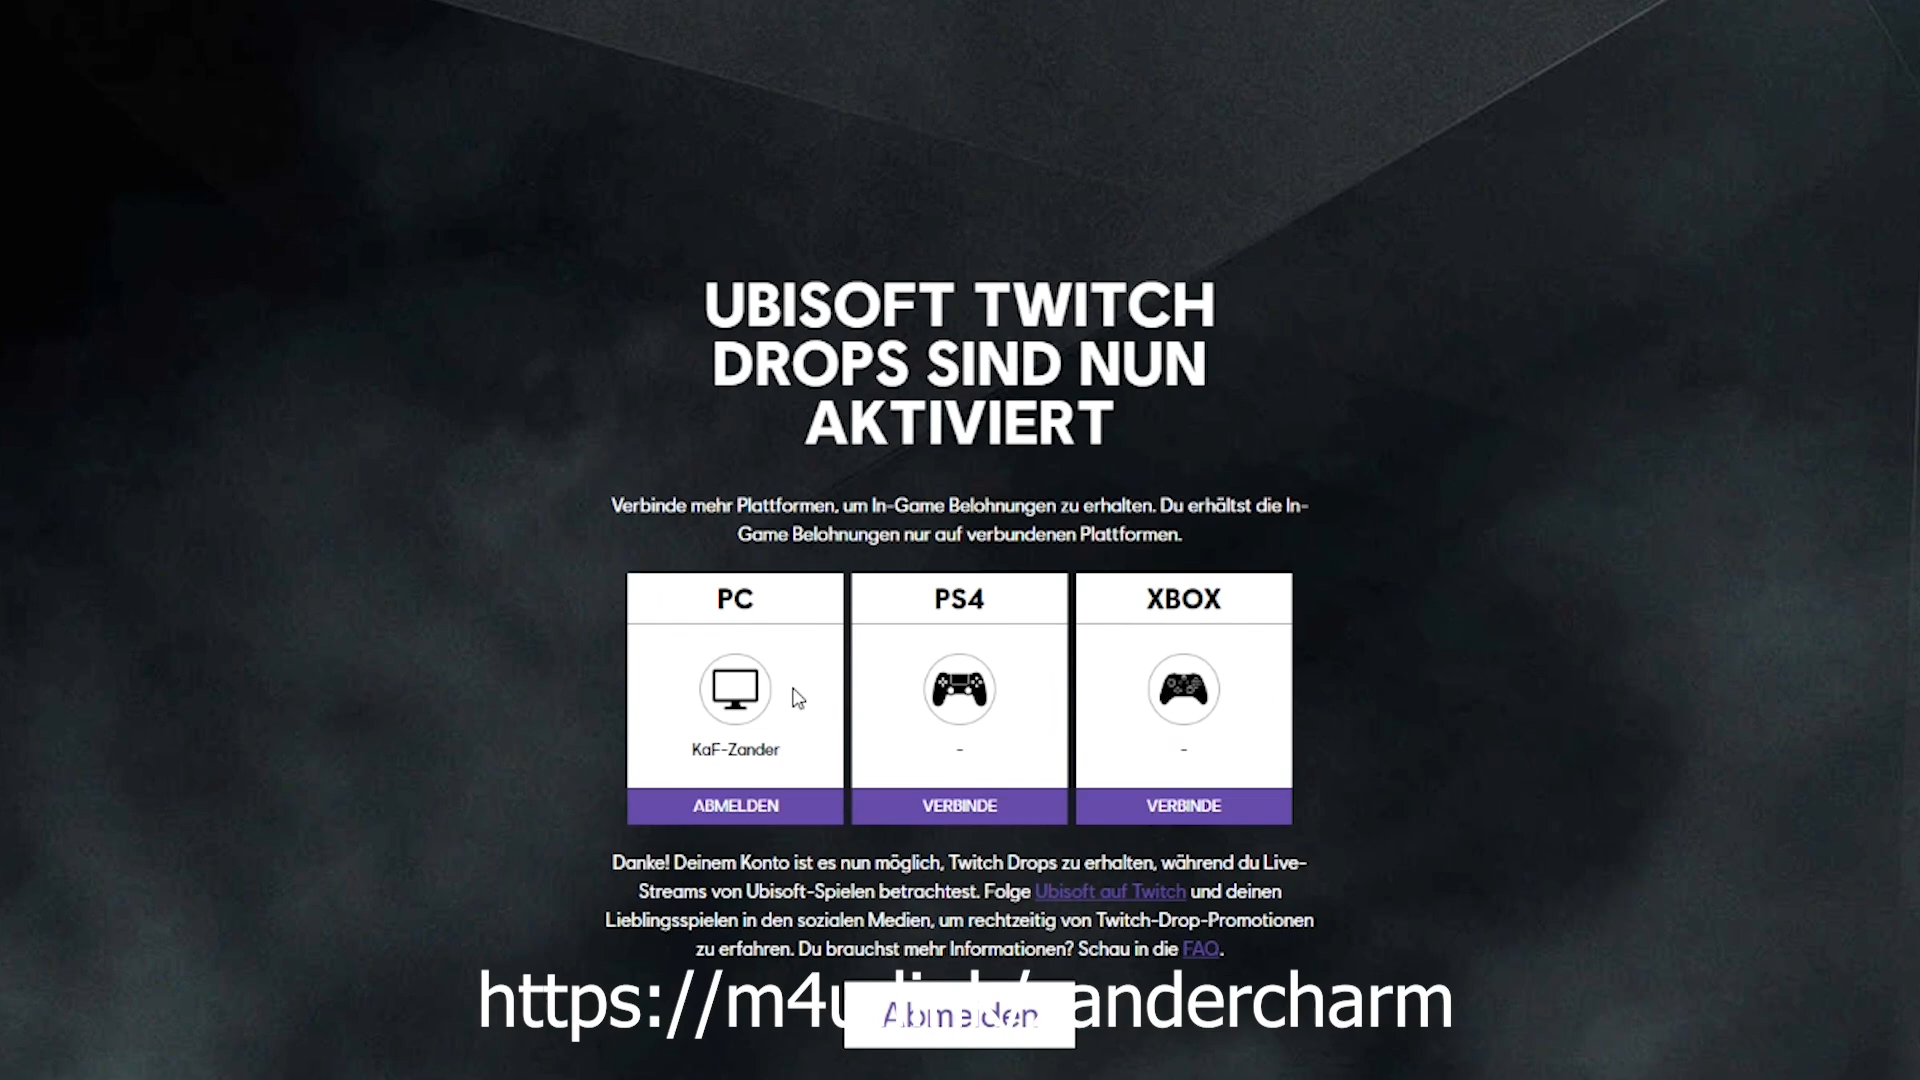 UBISOFT TWITCH
DROPS SIND NUN
AKTIVIERT
Verbinde mehr Plattformen, um In-Game Belohnungen zu erhalten. Du erhältst die In-
Game Belohnungen nur auf verbundenen Plattformen.
PC PS4 XBOX
KaF-Zander - -
ABMELDEN VERBINDE VERBINDE
Danke! Deinem Konto ist es nun möglich, Twitch Drops zu erhalten, während du Live-
Streams von Ubisoft-Spielen betrachtest. Folge Ubisoft auf Twitch und deinen
Lieblingsspielen in den sozialen Medien, um rechtzeitig von Twitch-Drop-Promotionen
zu erfahren. Du brauchst mehr Informationen? Schau in die FAQ.
Abmelden